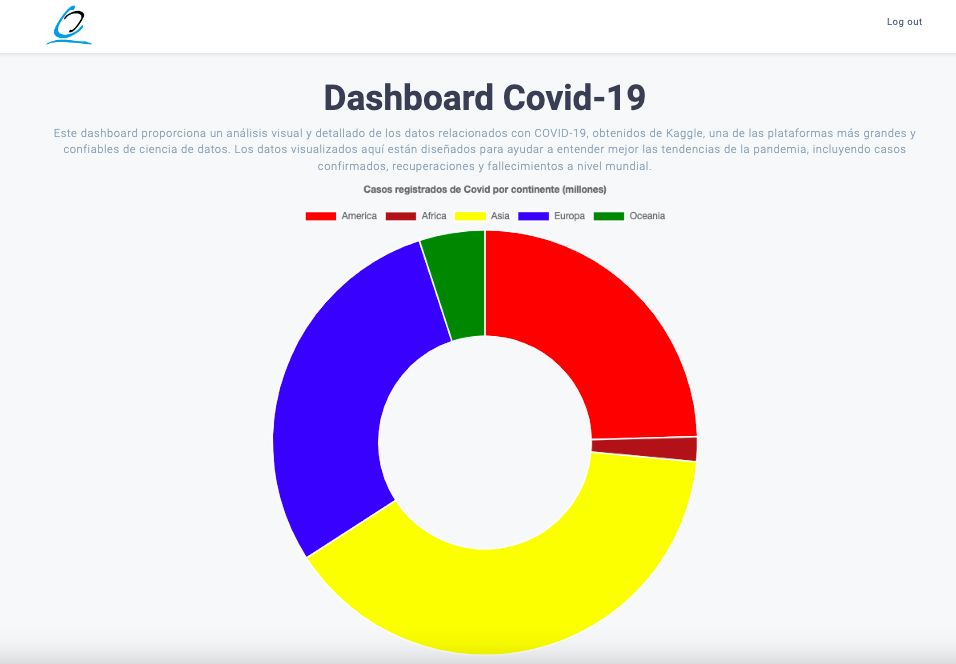 Log out
Dashboard Covid-19
Este dashboard proporciona un análisis visual y detallado de los datos relacionados con COVID-19, obtenidos de Kaggle, una de las plataformas más grandes y
confiables de ciencia de datos. Los datos visualizados aquí están diseñados para ayudar a entender mejor las tendencias de la pandemia, incluyendo casos
confirmados, recuperaciones y fallecimientos a nivel mundial.
Casos registrados de Covid por continente (millones)
America Africa Asia Europa Oceania